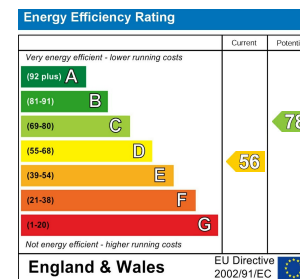 Energy Efficiency Rating
Current Potenti
Very energy efficient - lower running costs
(92 plus) A
(81-91) B
(69-80) C
78
(55-68) D
56
(39-54) E
(21-38) F
(1-20) G
Not energy efficient - higher running costs
England & Wales
EU Directive
2002/91/EC